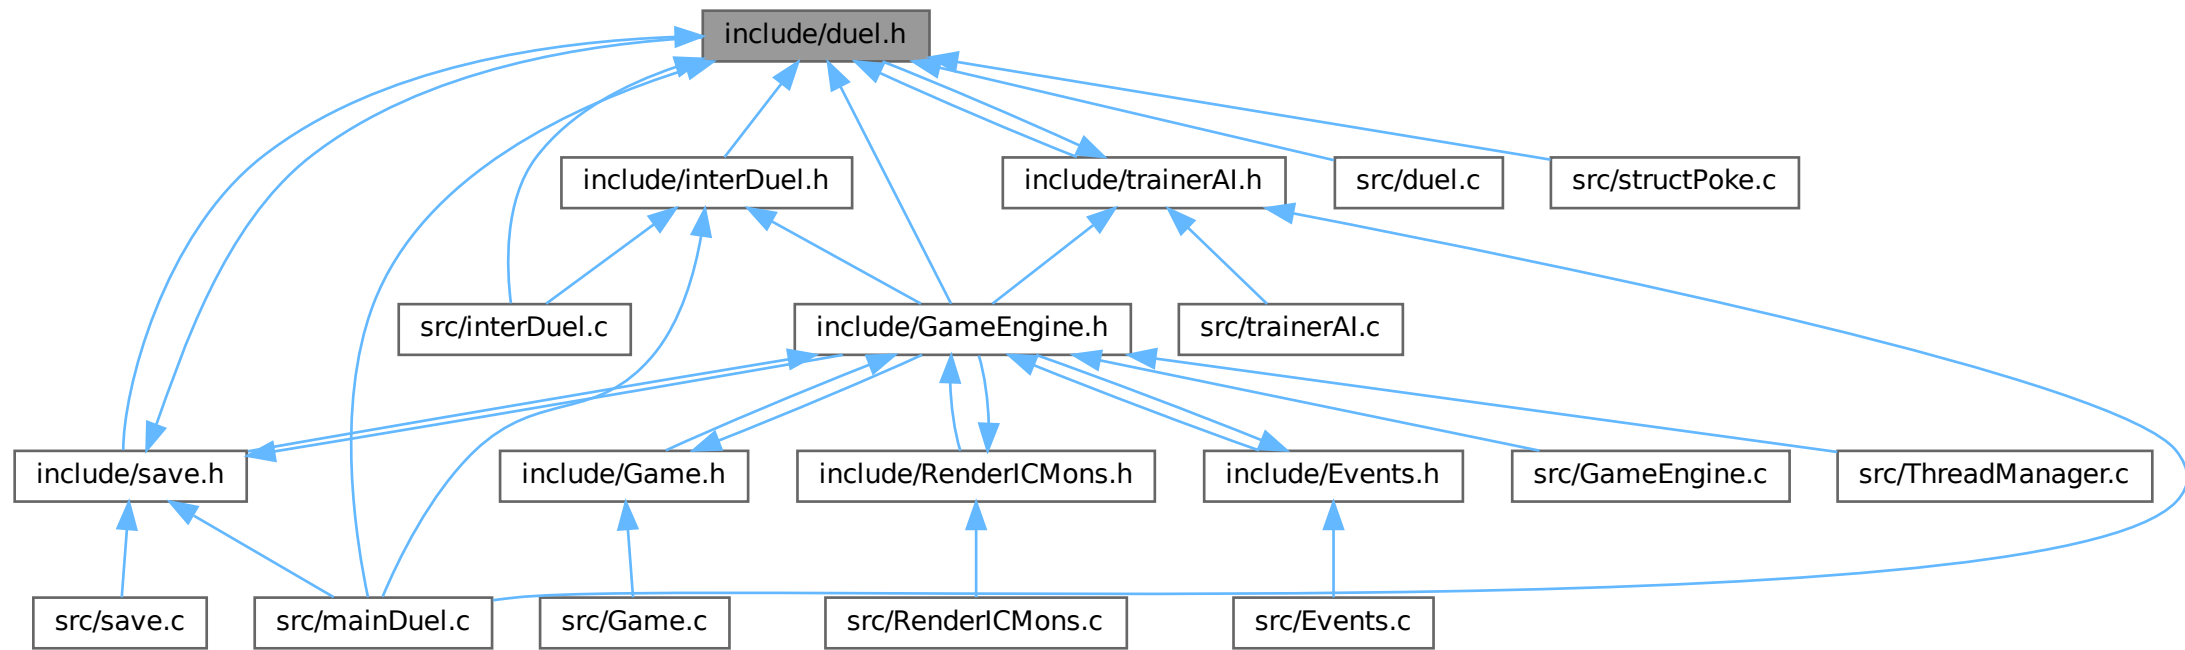 include/duel.h
include/interDuel.h
include/trainerAI.h
src/duel.c
src/structPoke.c
src/interDuel.c
include/GameEngine.h
src/trainerAI.c
include/save.h
include/Game.h
include/RenderICMons.h
include/Events.h
src/GameEngine.c
src/ThreadManager.c
src/save.c
src/mainDuel.c
src/Game.c
src/RenderICMons.c
src/Events.c